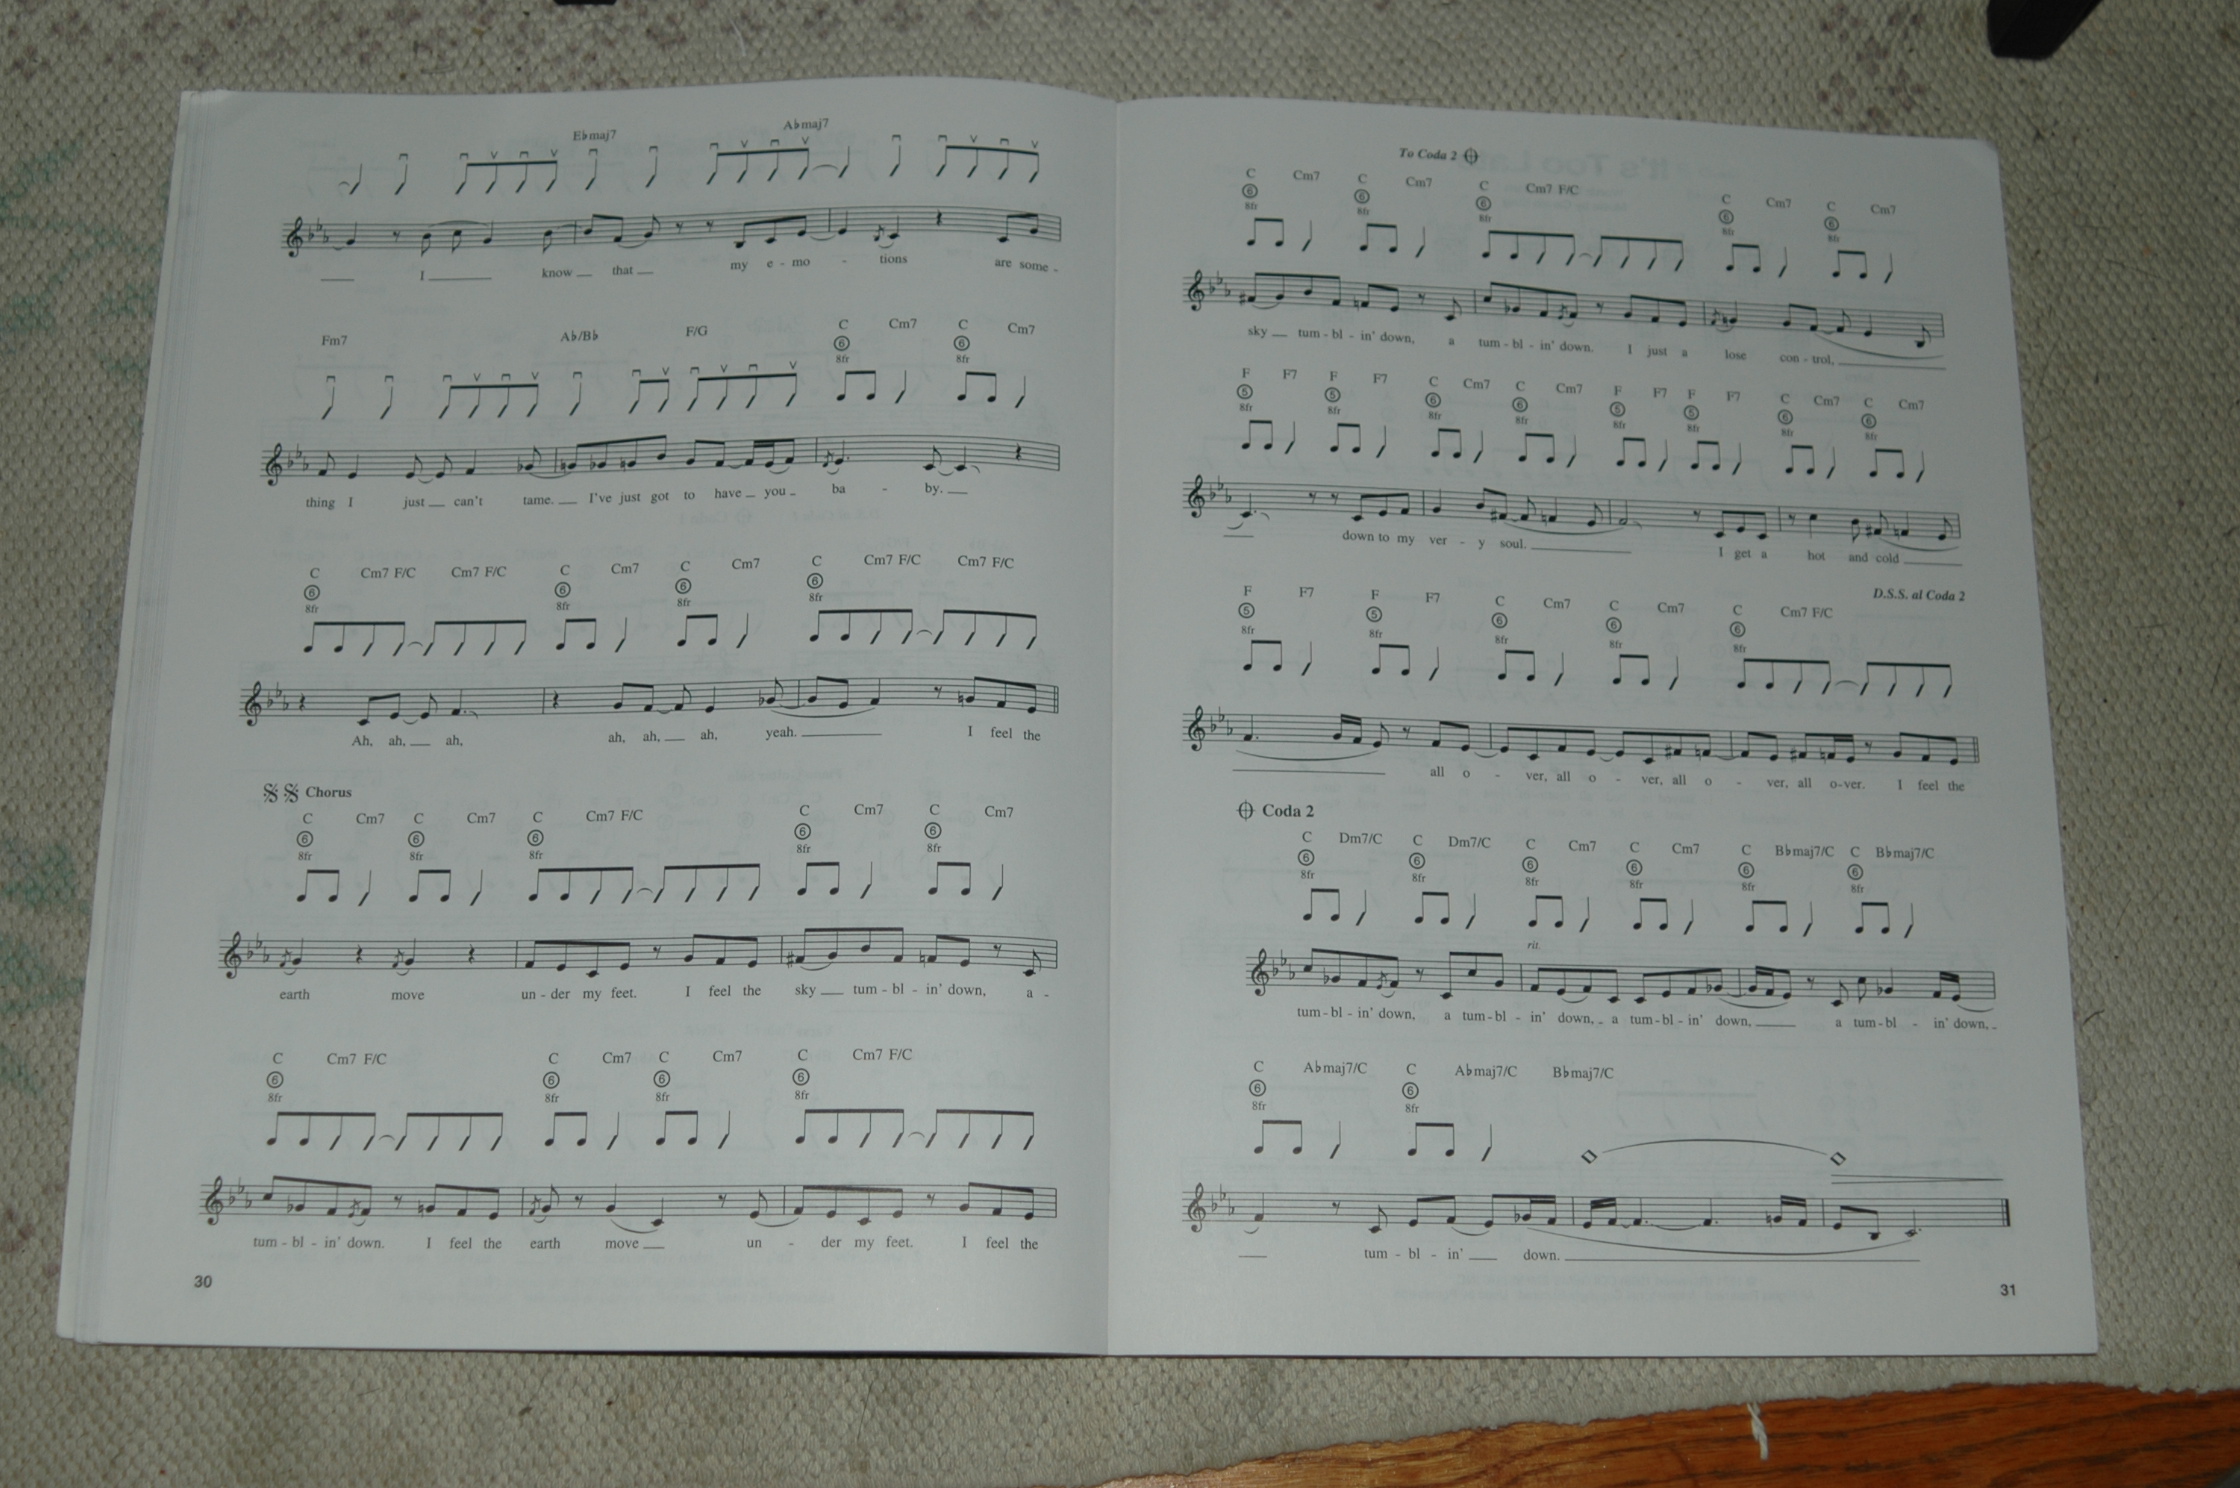 E♭maj7 A♭maj7
I know that my e - mo - tions are some -
Fm7 A♭/B♭ F/G C Cm7 C Cm7
6 6
8fr 8fr
thing I just can't tame. I've just got to have you ba - by.
C Cm7 F/C Cm7 F/C C Cm7 C Cm7 C Cm7 F/C Cm7 F/C
6 6 6 6
8fr 8fr 8fr 8fr
Ah, ah, ah, ah, ah, ah, yeah. I feel the
Chorus
C Cm7 C Cm7 C Cm7 F/C C Cm7 C Cm7
6 6 6 6 6
8fr 8fr 8fr 8fr 8fr
earth move un - der my feet. I feel the sky tum - bl - in' down, a -
C Cm7 F/C C Cm7 C Cm7 C Cm7 F/C
6 6 6 6
8fr 8fr 8fr 8fr
tum - bl - in' down. I feel the earth move un - der my feet. I feel the
30
To Coda 2
C Cm7 C Cm7 C Cm7 F/C C Cm7 C Cm7
6 6 6 6 6
8fr 8fr 8fr 8fr 8fr
sky tum - bl - in' down, a tum - bl - in' down. I just a lose con - trol,
F F7 F F7 C Cm7 C Cm7 F F7 F F7 C Cm7 C Cm7
5 5 6 6 5 5 6 6
8fr 8fr 8fr 8fr 8fr 8fr 8fr 8fr
down to my ver - y soul. I get a hot and cold
D.S.S. al Coda 2
F F7 F F7 C Cm7 C Cm7 C Cm7 F/C
5 5 6 6 6
8fr 8fr 8fr 8fr 8fr
all o - ver, all o - ver, all o - ver, all o-ver. I feel the
Coda 2
C Dm7/C C Dm7/C C Cm7 C Cm7 C B♭maj7/C C B♭maj7/C
6 6 6 6 6 6
8fr 8fr 8fr 8fr 8fr 8fr
rit.
tum - bl - in' down, a tum - bl - in' down, a tum - bl - in' down, a tum - bl - in' down,
C A♭maj7/C C A♭maj7/C B♭maj7/C
6 6
8fr 8fr
tum - bl - in' down.
31